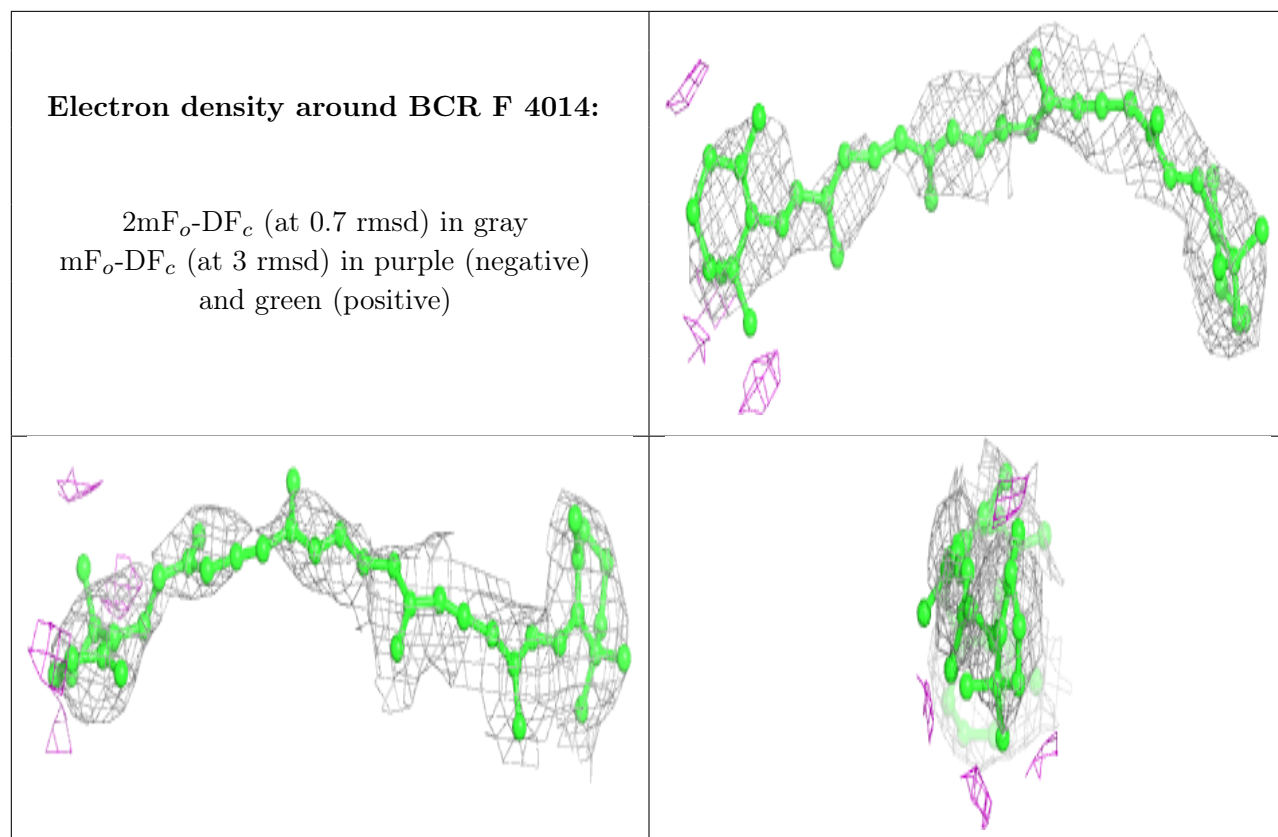 Electron density around BCR F 4014:
2mFo-DFc (at 0.7 rmsd) in gray
mFo-DFc (at 3 rmsd) in purple (negative)
and green (positive)